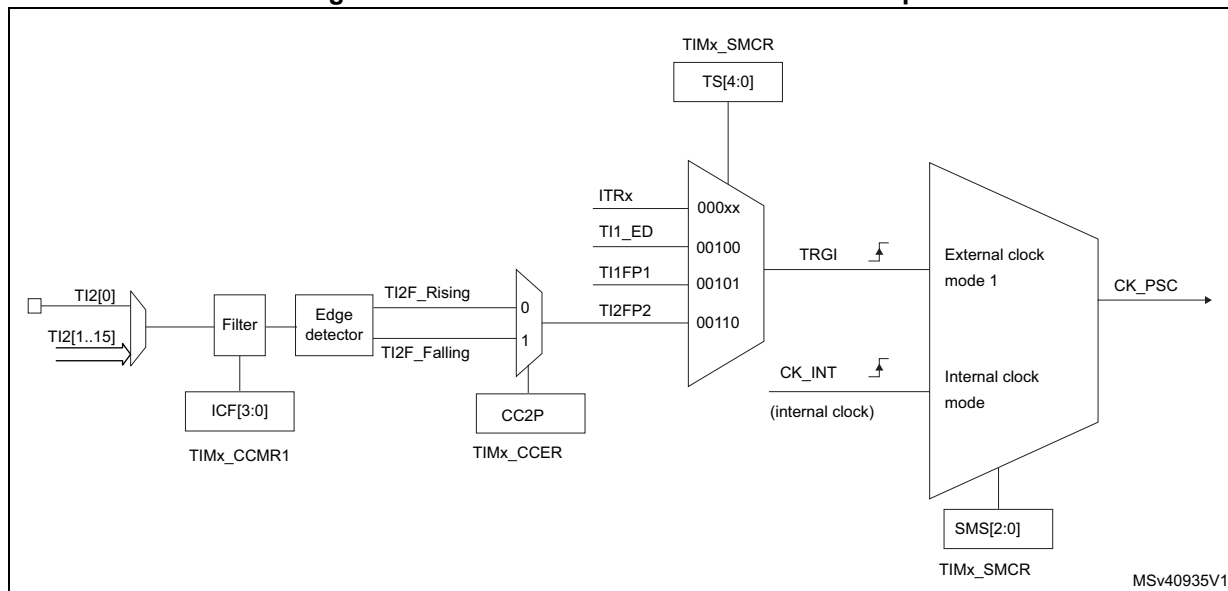 TIMx_SMCR
TS[4:0]
ITRx
000xx
TI1_ED
00100
TRGI
External clock
mode 1
TI1FP1
00101
CK_PSC
TI2[0]
TI2F_Rising
TI2FP2
0
00110
TI2[1..15]
Filter
Edge
detector
1
TI2F_Falling
CK_INT
Internal clock
mode
(internal clock)
ICF[3:0]
CC2P
TIMx_CCMR1
TIMx_CCER
SMS[2:0]
TIMx_SMCR
MSv40935V1